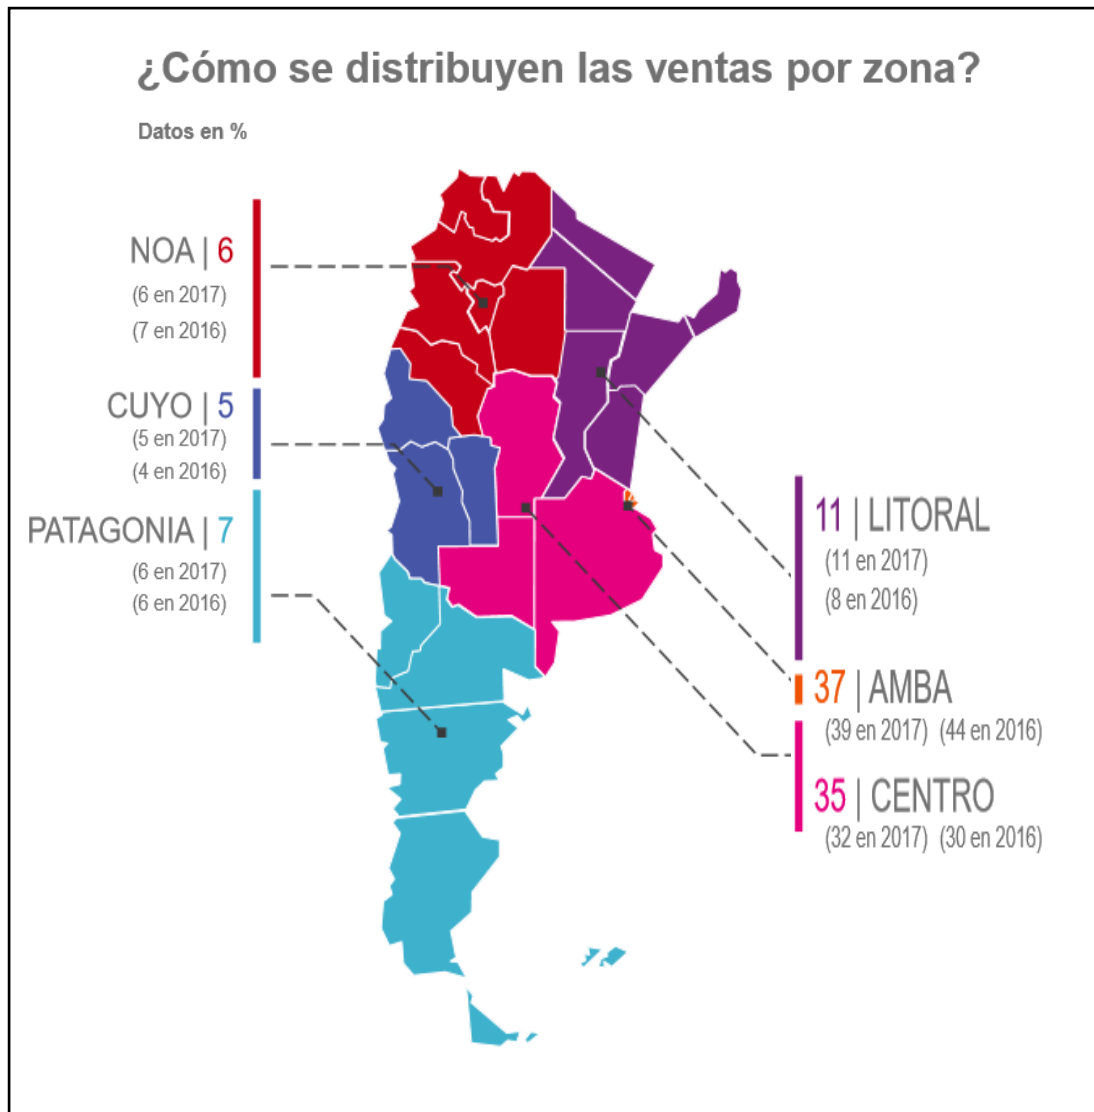 ¿Cómo se distribuyen las ventas por zona?
Datos en %
NOA | 6
(6 en 2017)
(7 en 2016)
CUYO | 5
(5 en 2017)
(4 en 2016)
PATAGONIA | 7
(6 en 2017)
(6 en 2016)
11 | LITORAL
(11 en 2017)
(8 en 2016)
37 | AMBA
(39 en 2017) (44 en 2016)
35 | CENTRO
(32 en 2017) (30 en 2016)